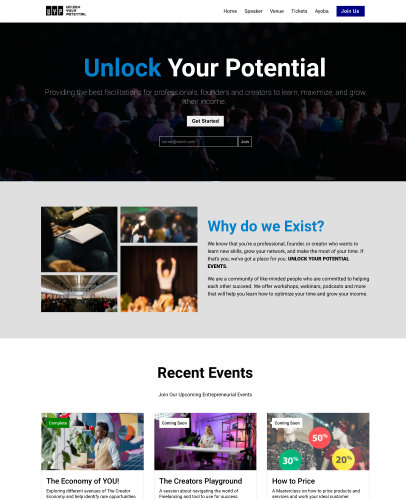 UYP UNLOCK
YOUR
POTENTIAL
Home Speaker Venue Tickets Ayoba Join Us
Unlock Your Potential
Providing the best facilitations for professionals, founders and creators to learn, maximize, and grow
their income.
Get Started
name@email.com Join
Why do we Exist?
We know that you're a professional, founder, or creator who wants to
learn new skills, grow your network, and make the most of your time. If
that's you, we've got a place for you: UNLOCK YOUR POTENTIAL
EVENTS.
We are a community of like-minded people who are committed to helping
each other succeed. We offer workshops, webinars, podcasts and more
that will help you learn how to optimize your time and grow your income.
Recent Events
Join Our Upcoming Entrepreneurial Events
Complete
Coming Soon
Coming Soon
50%
30%
20%
The Economy of YOU!
Exploring different avenues of The Creator
Economy and help identify role opportunities
The Creators Playground
A session about navigating the world of
freelancing and tool to use for success.
How to Price
A Masterclass on how to price products and
services and work your ideal customer.